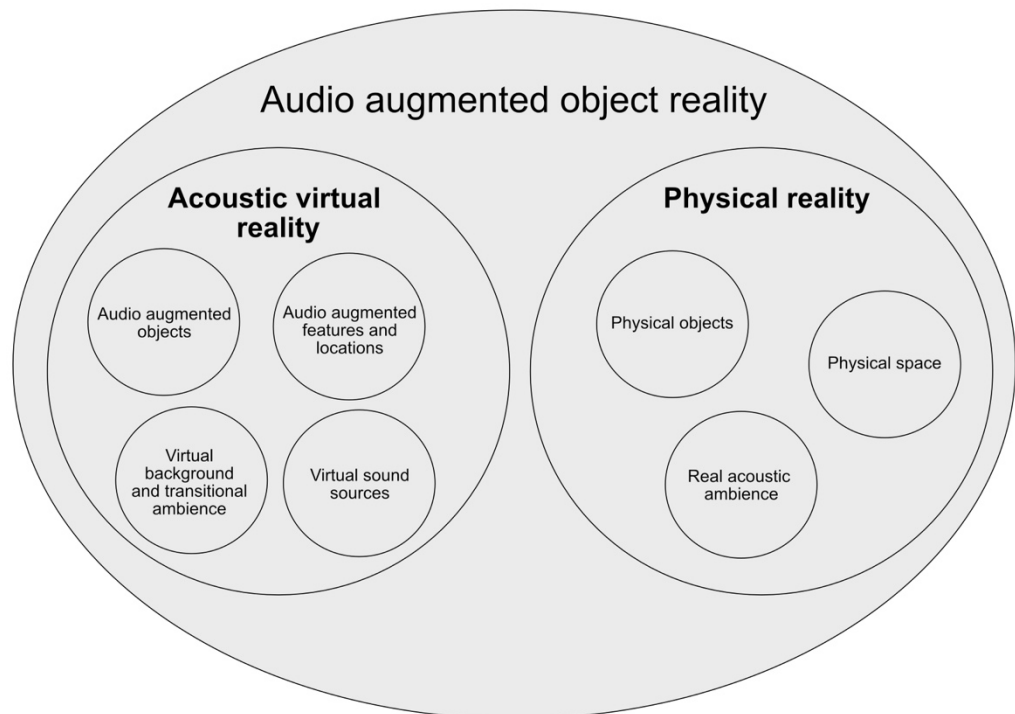 Audio augmented object reality
Acoustic virtual
reality
Audio augmented
objects
Audio augmented
features and
locations
Virtual
background
and transitional
ambience
Virtual sound
sources
Physical reality
Physical objects
Physical space
Real acoustic
ambience